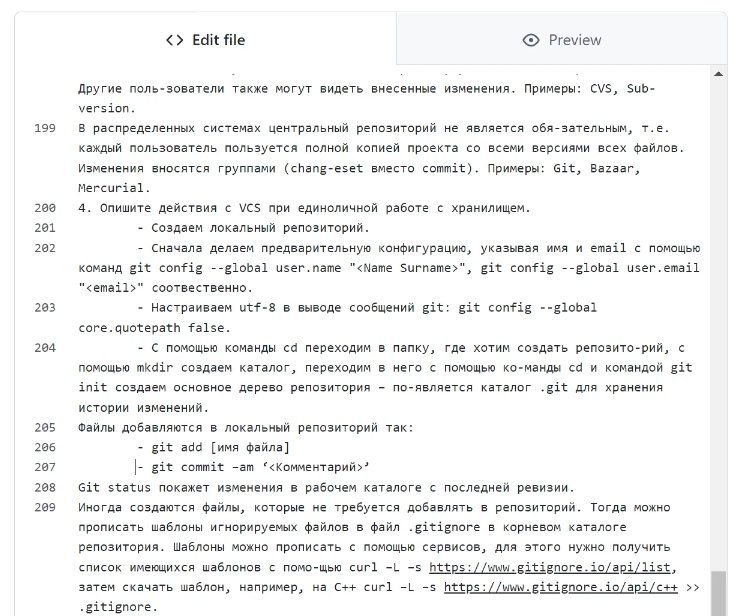 Edit file
Preview
Другие поль-зователи также могут видеть внесенные изменения. Примеры: CVS, Sub-
version.
199 В распределенных системах центральный репозиторий не является обя-зательным, т.е.
каждый пользователь пользуется полной копией проекта со всеми версиями всех файлов.
Изменения вносятся группами (chang-eset вместо commit). Примеры: Git, Bazaar,
Mercurial.
200 4. Опишите действия с VCS при единоличной работе с хранилищем.
201 - Создаем локальный репозиторий.
202 - Сначала делаем предварительную конфигурацию, указывая имя и email с помощью
команд git config --global user.name "<Name Surname>", git config --global user.email
"<email>" соотвественно.
203 - Настраиваем utf-8 в выводе сообщений git: git config --global
core.quotepath false.
204 - С помощью команды cd переходим в папку, где хотим создать репозито-рий, с
помощью mkdir создаем каталог, переходим в него с помощью ко-манды cd и командой git
init создаем основное дерево репозитория – по-является каталог .git для хранения
истории изменений.
205 Файлы добавляются в локальный репозиторий так:
206 - git add [имя файла]
207 - git commit –am ‘<Комментарий>’
208 Git status покажет изменения в рабочем каталоге с последней ревизии.
209 Иногда создаются файлы, которые не требуется добавлять в репозиторий. Тогда можно
прописать шаблоны игнорируемых файлов в файл .gitignore в корневом каталоге
репозитория. Шаблоны можно прописать с помощью сервисов, для этого нужно получить
список имеющихся шаблонов с помо-щью curl –L –s https://www.gitignore.io/api/list,
затем скачать шаблон, например, на C++ curl –L –s https://www.gitignore.io/api/c++ >>
.gitignore.